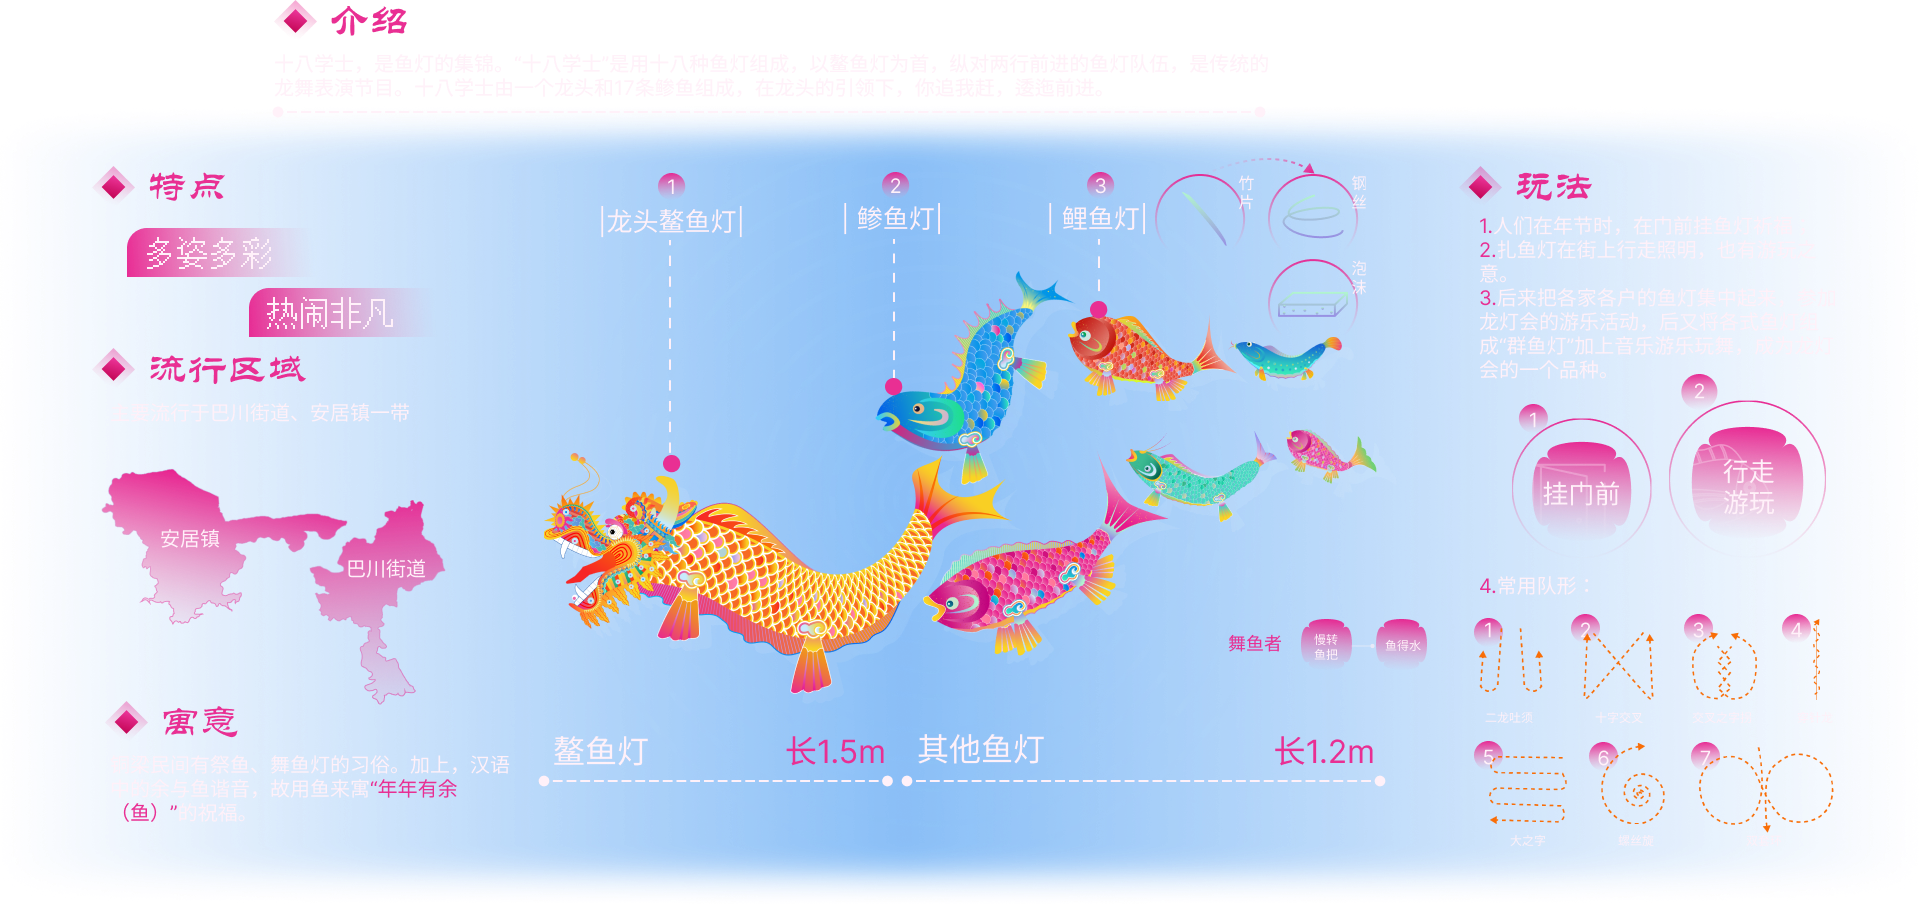 介绍
十八学士，是鱼灯的集锦。“十八学士”是用十八种鱼灯组成，以鳌鱼灯为首，纵对两行前进的鱼灯队伍，是传统的
龙舞表演节目。十八学士由一个龙头和17条鲹鱼组成，在龙头的引领下，你追我赶，逶迤前进。
特点
多姿多彩
热闹非凡
流行区域
流行于巴川街道、安居镇一带
安居镇
巴川街道
寓意
民间有祭鱼、舞鱼灯的习俗。加上，汉语
与鱼谐音，故用鱼来寓“年年有余
（鱼）”的祝福。
1
龙头鳌鱼灯
2
鲹鱼灯
3
鲤鱼灯
竹片
钢丝
泡沫
舞鱼者
慢转
鱼把
鱼得水
鳌鱼灯
长1.5m
其他鱼灯
长1.2m
玩法
1.人们在年节时，在门前挂鱼灯
2.扎鱼灯在街上行走照明，也有
意。
3.后来把各家各户的鱼灯集中起
龙灯会的游乐活动，后又将各
成“群鱼灯”加上音乐游乐玩舞，
会的一个品种。
1
挂门前
2
行走
游玩
4.常用队形：
1
2
3
4
二龙吐须
十字交叉
5
6
7
大之字
螺丝旋